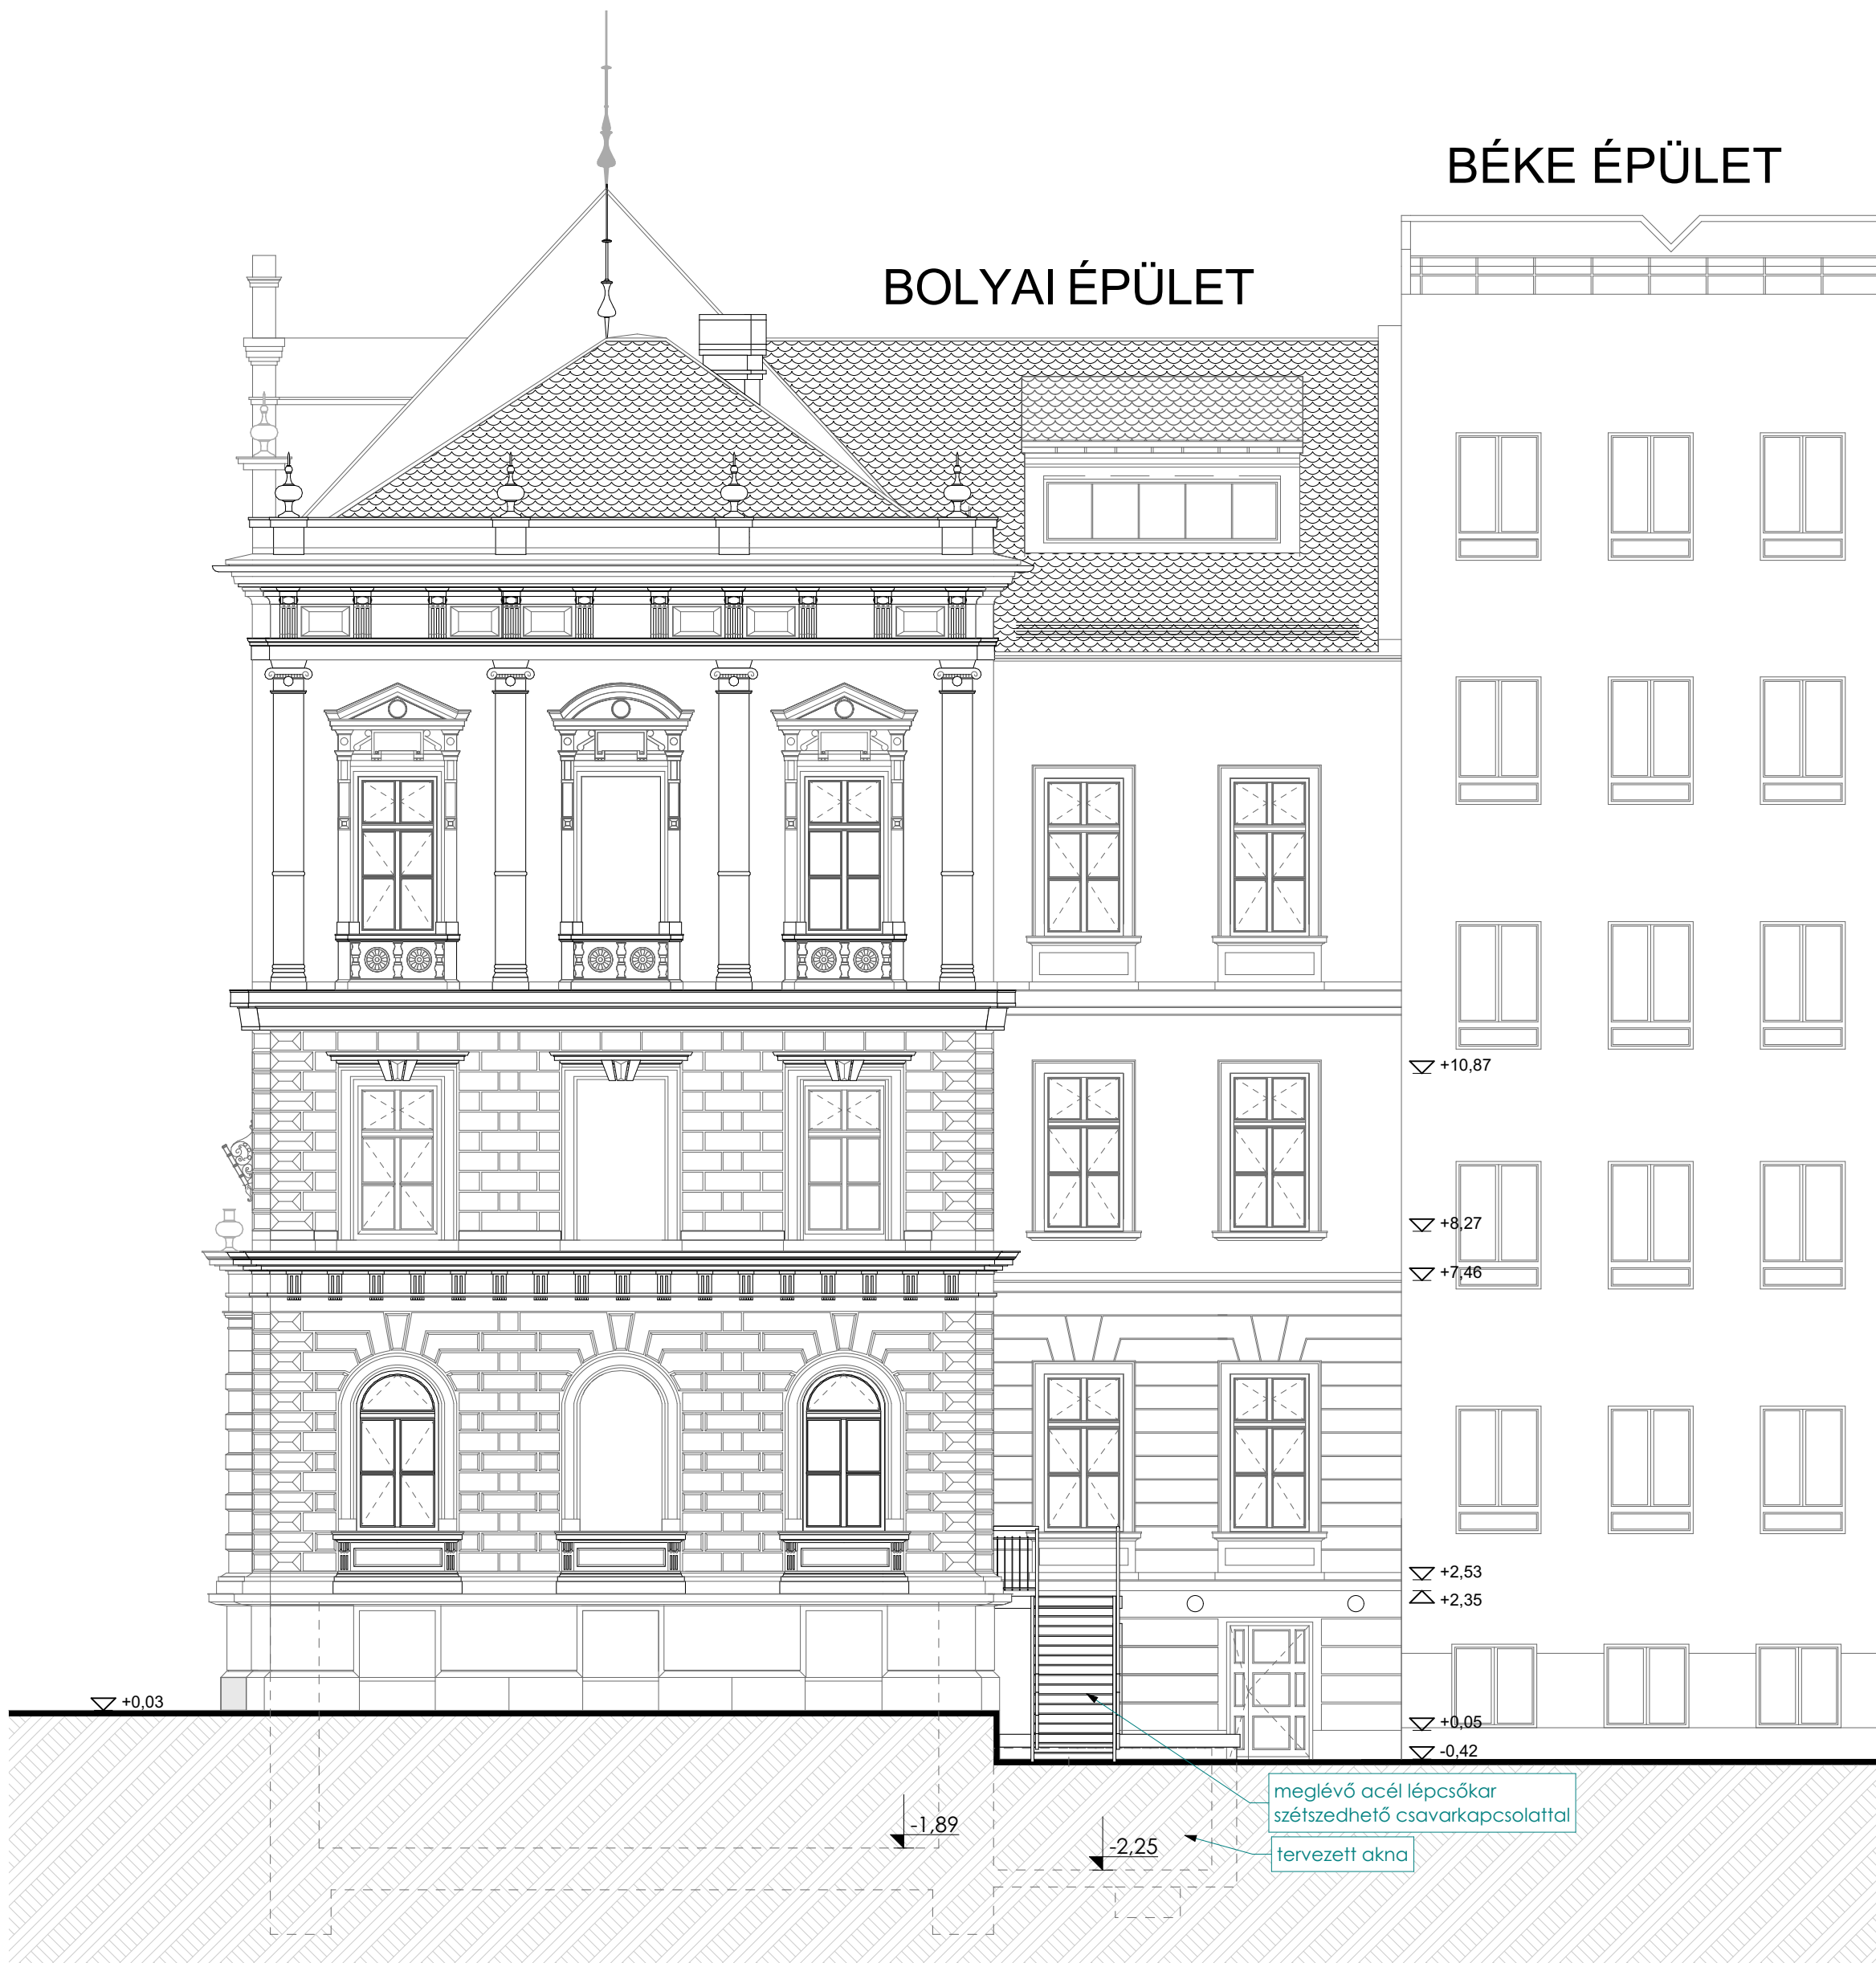 BÉKE ÉPÜLET
BOLYAI ÉPÜLET
+10,87
+8,27
+7,46
+2,53
+2,35
+0,03
+0,05
-0,42
meglévő acél lépcsőkar
szétszedhető csavarkapcsolattal
-1,89
-2,25
tervezett akna